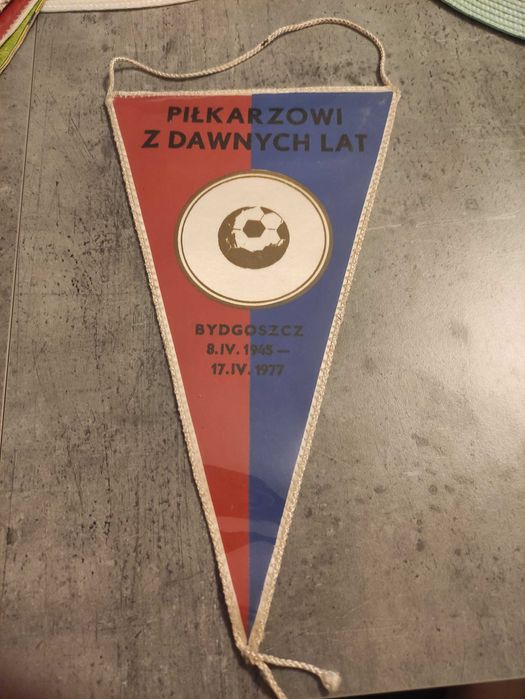 PIŁKARZOWI
Z DAWNYCH LAT
BYDGOSZCZ
8.IV.1945 —
17.IV.1977